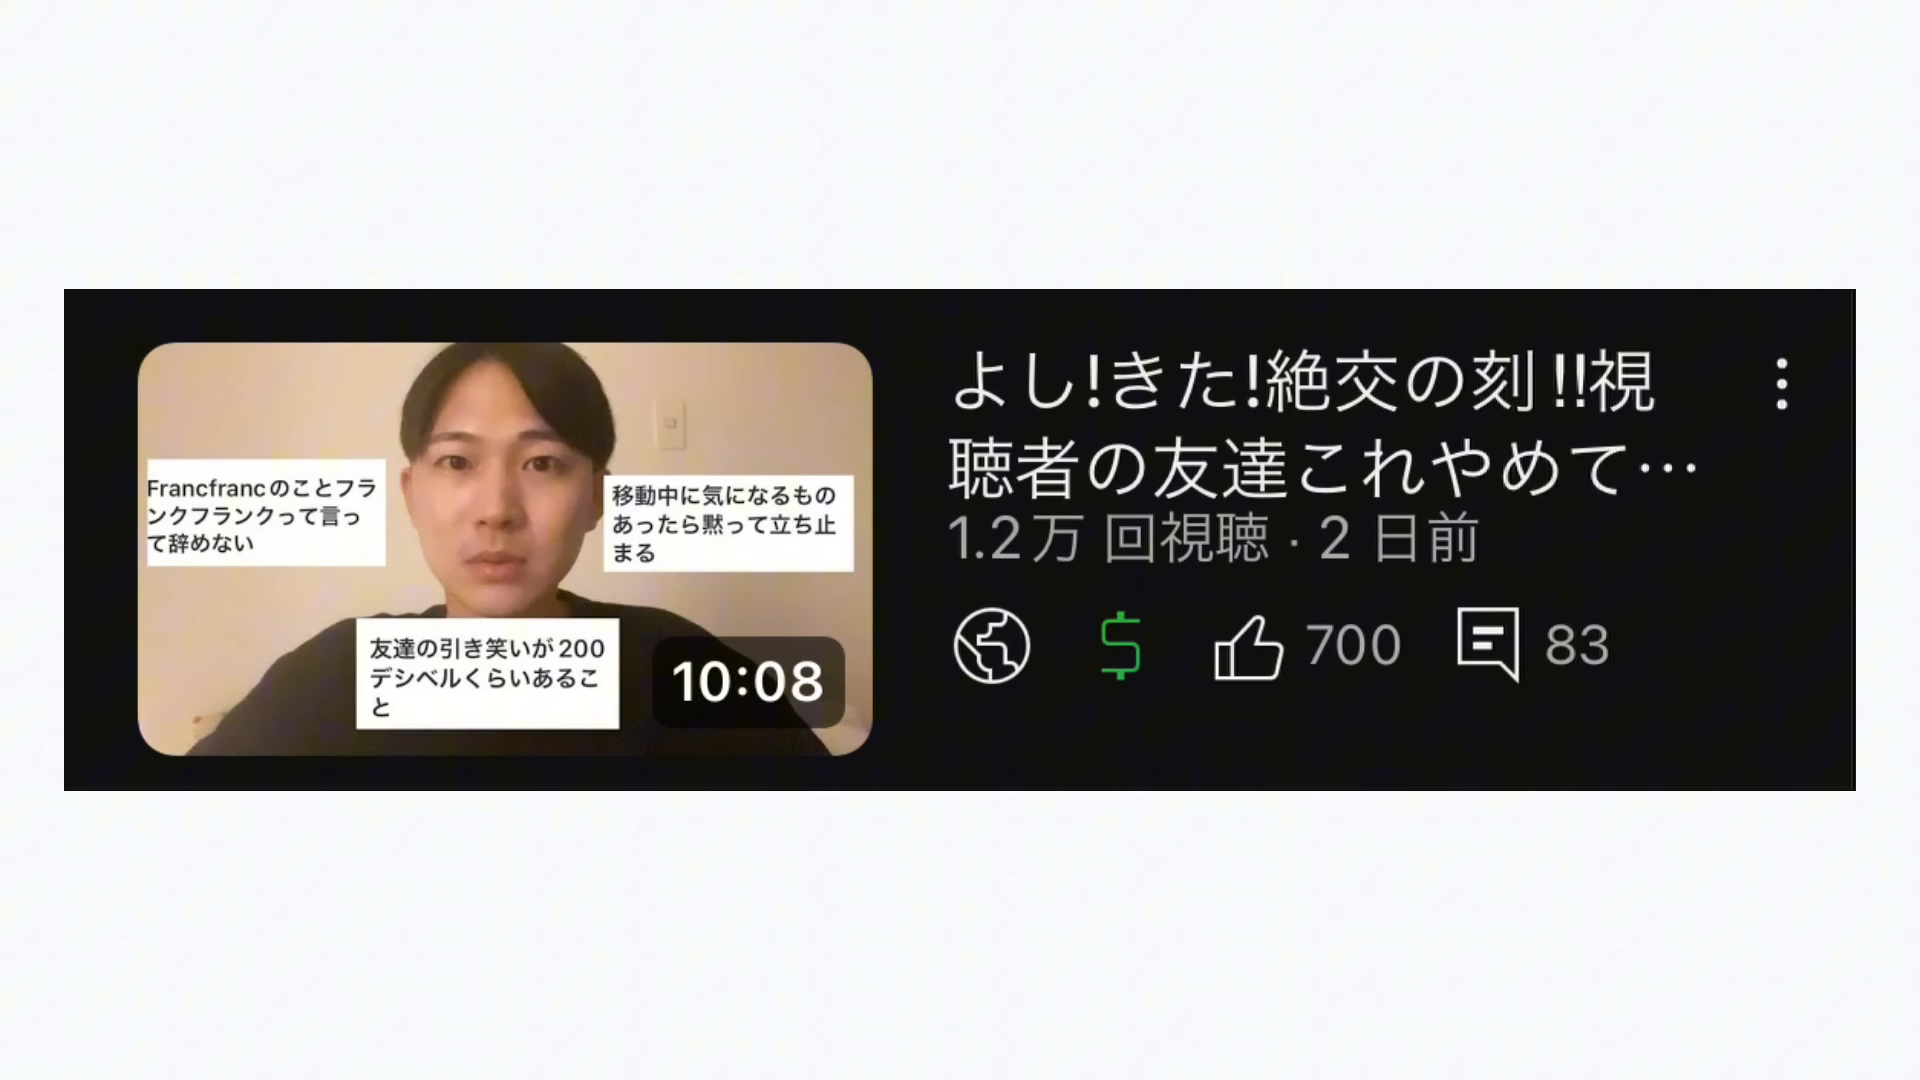 Francfrancのことフラ
ンクフランクって言っ
て辞めない
移動中に気になるもの
あったら黙って立ち止
まる
友達の引き笑いが200
デシベルくらいあるこ
と
10:08
よし!きた!絶交の刻‼視
聴者の友達これやめて…
1.2万 回視聴・2 日前
700
83